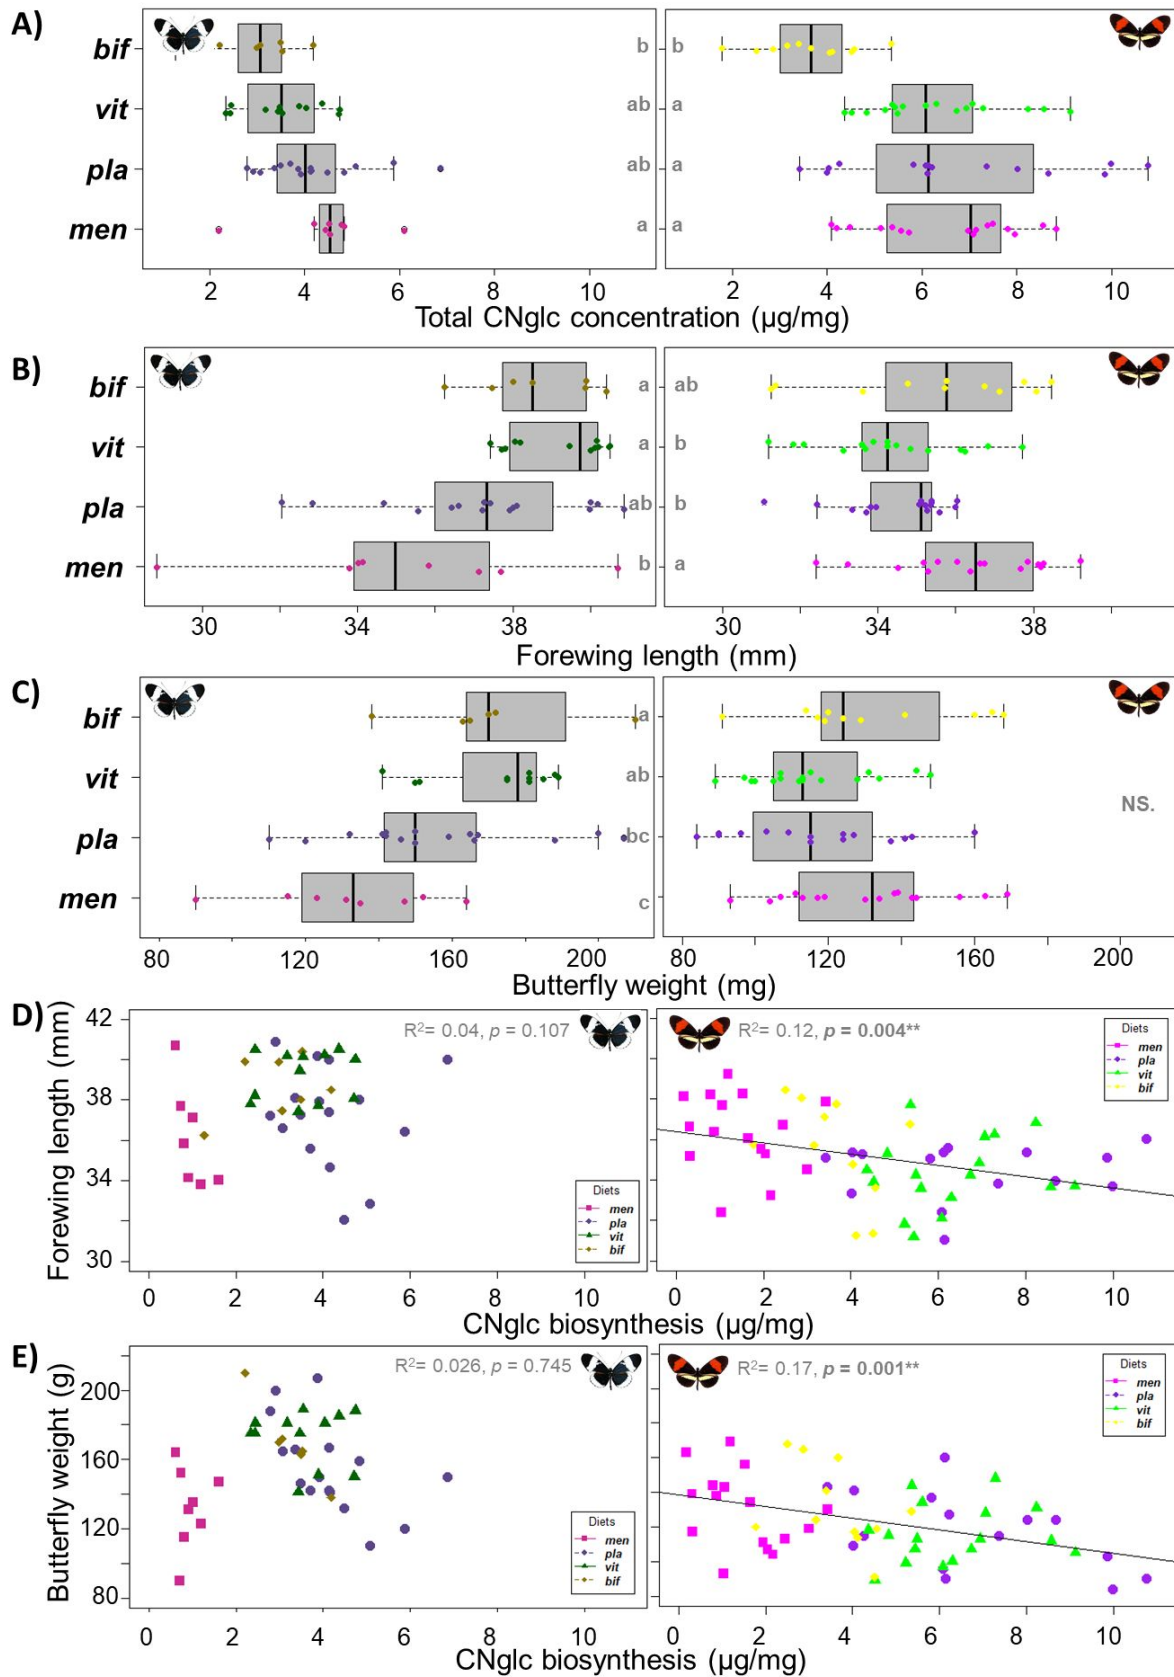 A)
bif
b b
vit
ab a
pla
ab a
men
a a
2 4 6 8 10 2 4 6 8 10
Total CNglc concentration (µg/mg)
B)
bif
a ab
vit
a b
pla
ab b
men
b a
30 34 38 30 34 38
Forewing length (mm)
C)
bif
a
vit
ab
NS.
pla
bc
men
c
80 120 160 200 80 120 160 200
Butterfly weight (mg)
D)
Forewing length (mm)
42
38
34
30
R²= 0.04, p = 0.107
R²= 0.12, p = 0.004**
Diets
men
pla
vit
bif
Diets
men
pla
vit
bif
0 2 4 6 8 10 0 2 4 6 8 10
CNglc biosynthesis (µg/mg)
E)
Butterfly weight (g)
200
160
120
80
R²= 0.026, p = 0.745
R²= 0.17, p = 0.001**
Diets
men
pla
vit
bif
Diets
men
pla
vit
bif
0 2 4 6 8 10 0 2 4 6 8 10
CNglc biosynthesis (µg/mg)